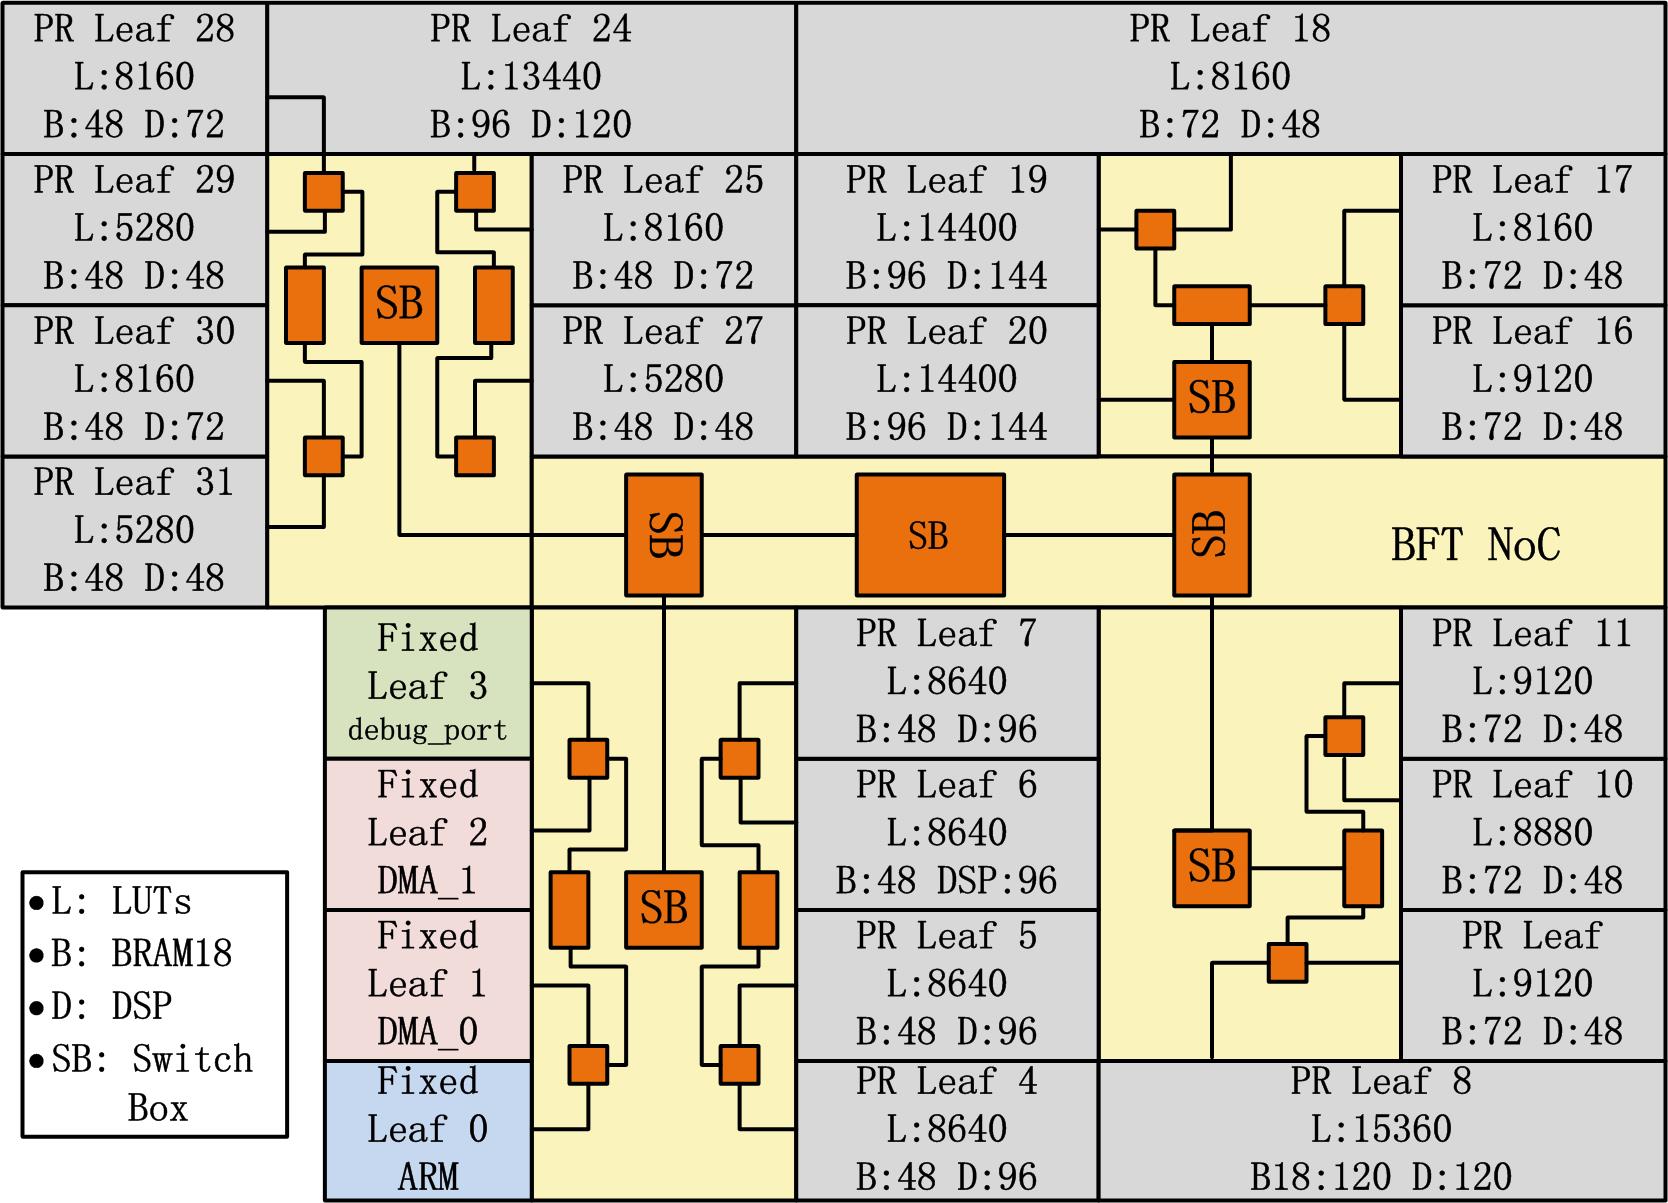 PR Leaf 28
L:8160
B:48 D:72
PR Leaf 24
L:13440
B:96 D:120
PR Leaf 18
L:8160
B:72 D:48
PR Leaf 29
L:5280
B:48 D:48
PR Leaf 25
L:8160
B:48 D:72
PR Leaf 19
L:14400
B:96 D:144
PR Leaf 17
L:8160
B:72 D:48
SB
PR Leaf 30
L:8160
B:48 D:72
PR Leaf 27
L:5280
B:48 D:48
PR Leaf 20
L:14400
B:96 D:144
SB
PR Leaf 16
L:9120
B:72 D:48
PR Leaf 31
L:5280
B:48 D:48
SB
SB
SB
BFT NoC
Fixed
Leaf 3
debug_port
PR Leaf 7
L:8640
B:48 D:96
PR Leaf 11
L:9120
B:72 D:48
Fixed
Leaf 2
DMA_1
PR Leaf 6
L:8640
B:48 DSP:96
SB
PR Leaf 10
L:8880
B:72 D:48
Fixed
Leaf 1
DMA_0
SB
PR Leaf 5
L:8640
B:48 D:96
PR Leaf
L:9120
B:72 D:48
Fixed
Leaf 0
ARM
PR Leaf 4
L:8640
B:48 D:96
PR Leaf 8
L:15360
B18:120 D:120
•L: LUTs
•B: BRAM18
•D: DSP
•SB: Switch
Box